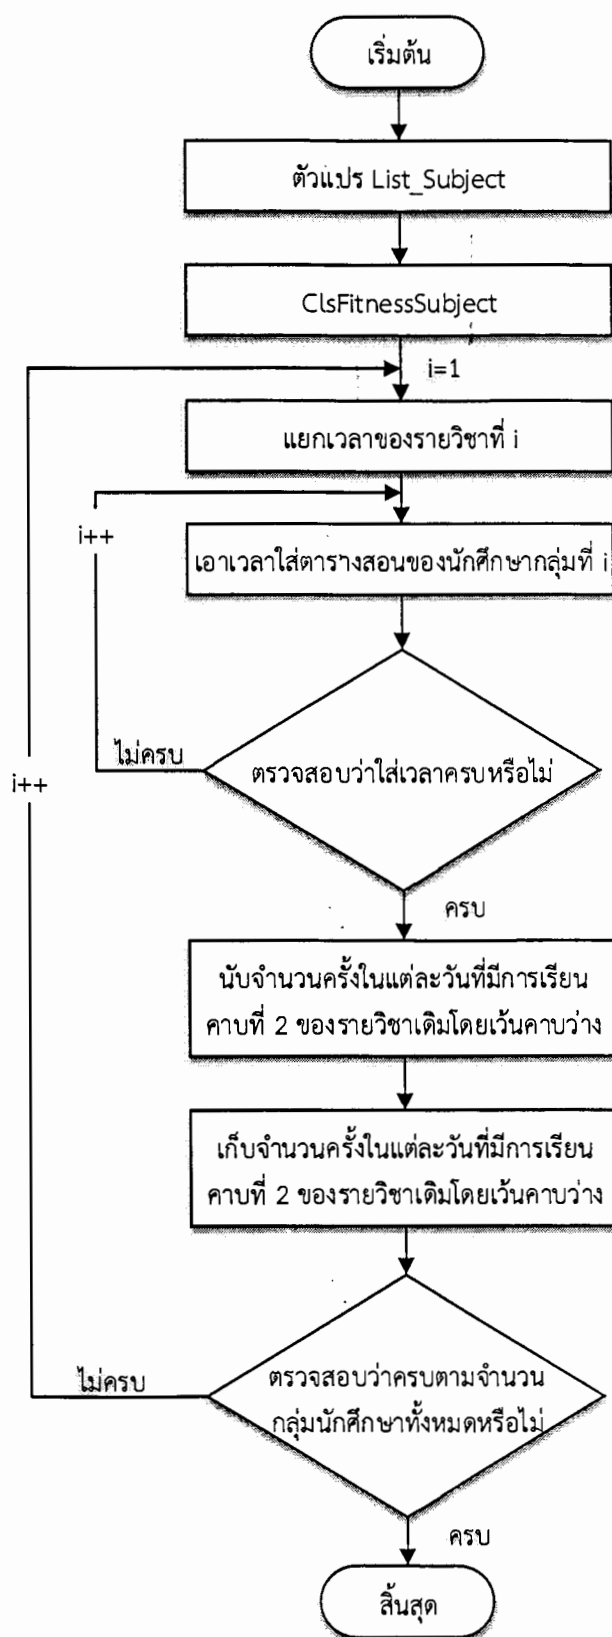 เริ่มต้น
ตัวแปร List_Subject
ClsFitnessSubject
i=1
แยกเวลาของรายวิชาที่ i
i++
เอาเวลาใส่ตารางสอนของนักศึกษากลุ่มที่ i
ไม่ครบ
ตรวจสอบว่าใส่เวลาครบหรือไม่
i++
ครบ
นับจำนวนครั้งในแต่ละวันที่มีการเรียน
คาบที่ 2 ของรายวิชาเดิมโดยเว้นคาบว่าง
เก็บจำนวนครั้งในแต่ละวันที่มีการเรียน
คาบที่ 2 ของรายวิชาเดิมโดยเว้นคาบว่าง
ไม่ครบ
ตรวจสอบว่าครบตามจำนวน
กลุ่มนักศึกษาทั้งหมดหรือไม่
ครบ
สิ้นสุด